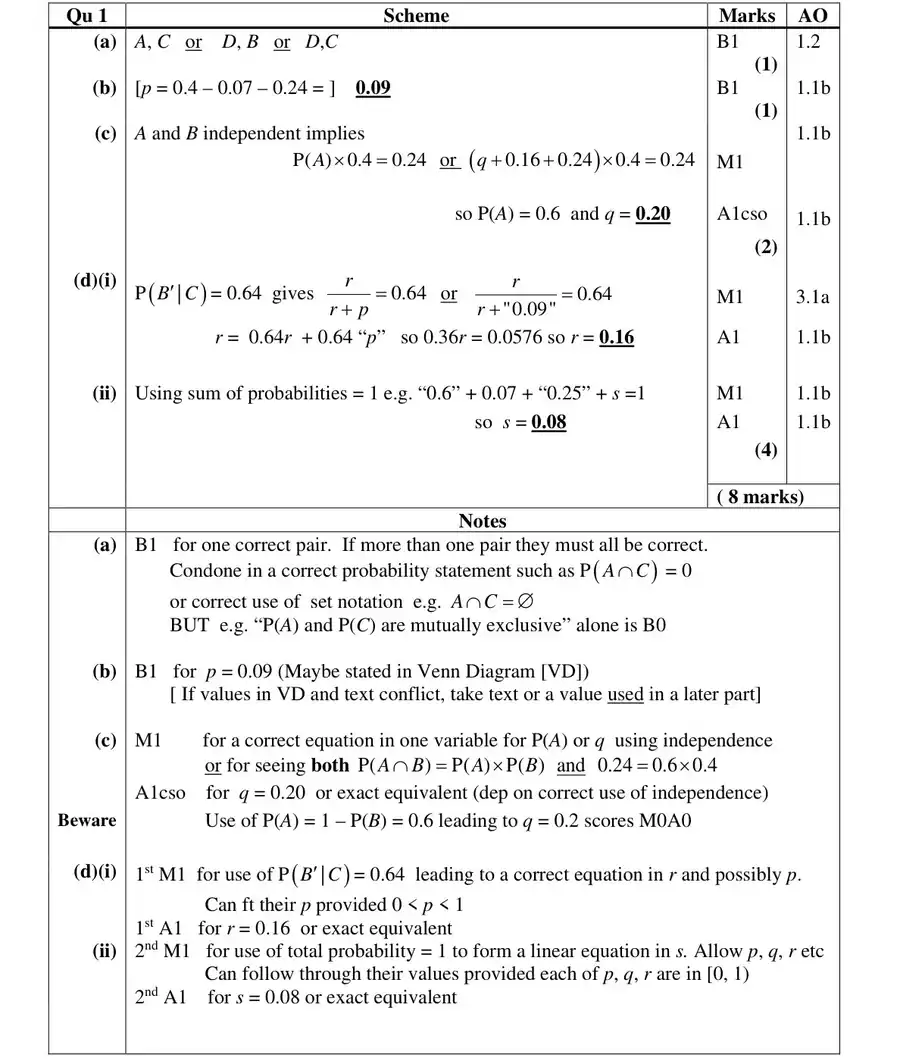 Qu 1 Scheme Marks AO
(a) A, C or D, B or D,C B1 1.2
(1)
(b) [p = 0.4 – 0.07 – 0.24 = ] 0.09 B1 1.1b
(1)
(c) A and B independent implies 1.1b
P(A)×0.4 = 0.24 or (q + 0.16 + 0.24)×0.4 = 0.24 M1
so P(A) = 0.6 and q = 0.20 A1cso 1.1b
(2)
(d)(i) P(B′|C) = 0.64 gives r/(r + p) = 0.64 or r/(r + "0.09") = 0.64 M1 3.1a
r = 0.64r + 0.64 “p” so 0.36r = 0.0576 so r = 0.16 A1 1.1b
(ii) Using sum of probabilities = 1 e.g. “0.6” + 0.07 + “0.25” + s =1 M1 1.1b
so s = 0.08 A1 1.1b
(4)
( 8 marks)
Notes
(a) B1 for one correct pair. If more than one pair they must all be correct.
Condone in a correct probability statement such as P(A∩C) = 0
or correct use of set notation e.g. A∩C = ∅
BUT e.g. “P(A) and P(C) are mutually exclusive” alone is B0
(b) B1 for p = 0.09 (Maybe stated in Venn Diagram [VD])
[ If values in VD and text conflict, take text or a value used in a later part]
(c) M1 for a correct equation in one variable for P(A) or q using independence
or for seeing both P(A∩B) = P(A)×P(B) and 0.24 = 0.6×0.4
A1cso for q = 0.20 or exact equivalent (dep on correct use of independence)
Beware Use of P(A) = 1 – P(B) = 0.6 leading to q = 0.2 scores M0A0
(d)(i) 1st M1 for use of P(B′|C) = 0.64 leading to a correct equation in r and possibly p.
Can ft their p provided 0 < p < 1
1st A1 for r = 0.16 or exact equivalent
(ii) 2nd M1 for use of total probability = 1 to form a linear equation in s. Allow p, q, r etc
Can follow through their values provided each of p, q, r are in [0, 1)
2nd A1 for s = 0.08 or exact equivalent